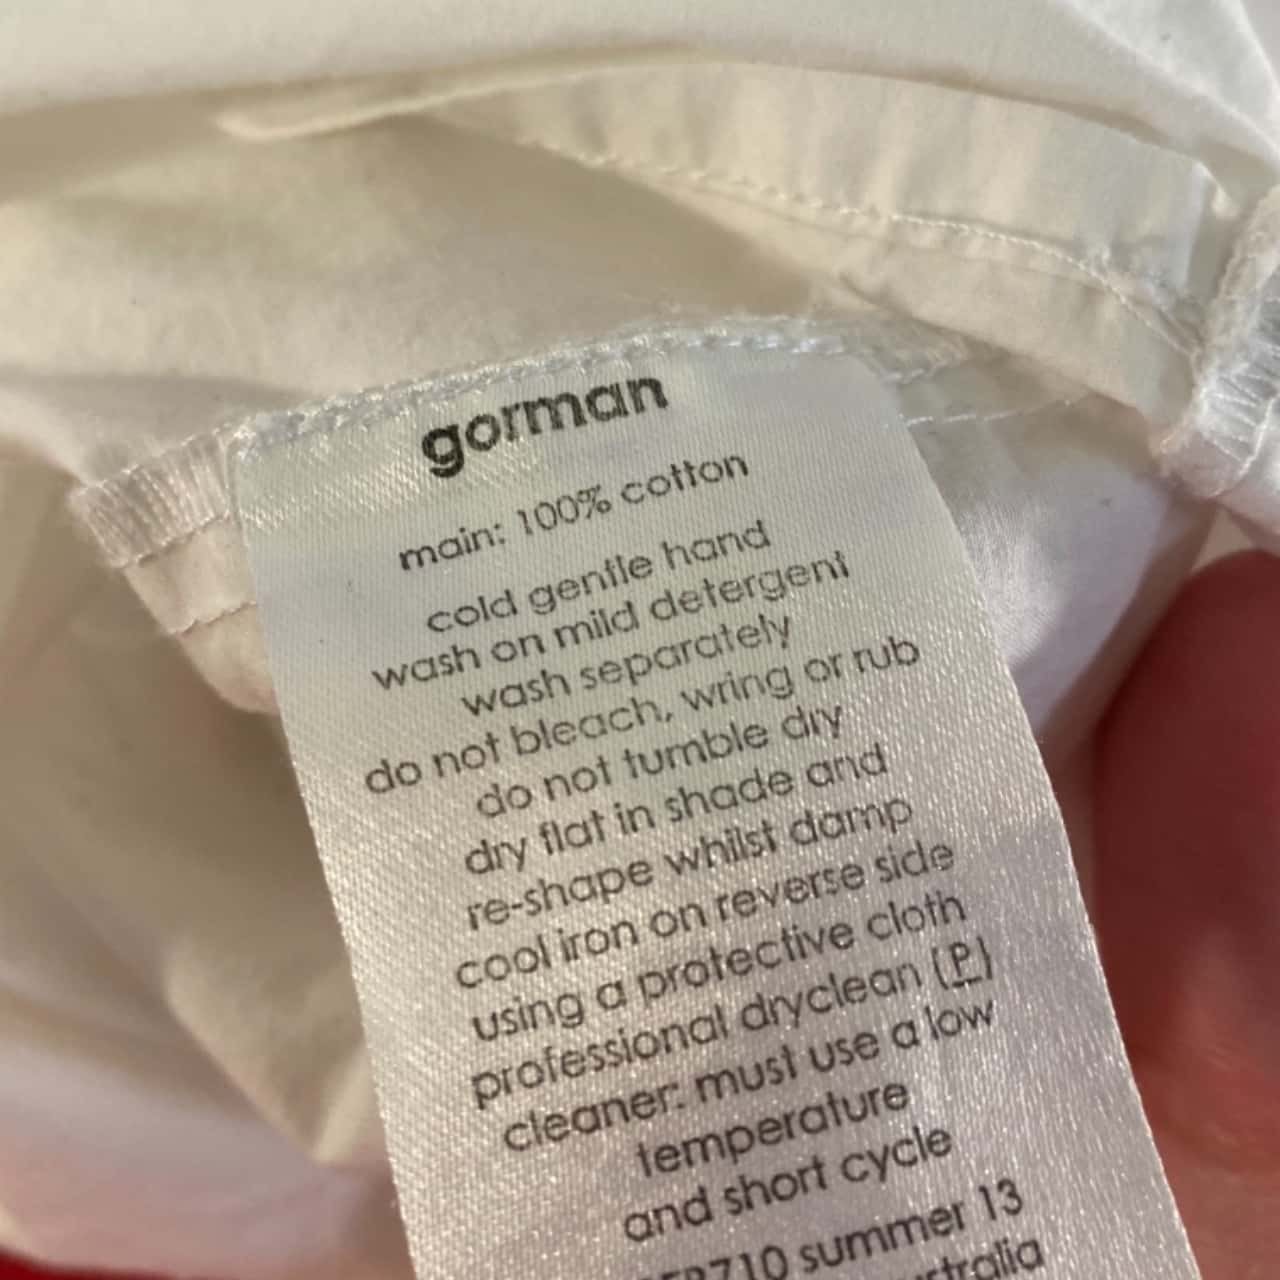 gorman
main: 100% cotton
cold gentle hand
wash on mild detergent
wash separately
do not bleach, wring or rub
do not tumble dry
dry flat in shade and
re-shape whilst damp
cool iron on reverse side
using a protective cloth
professional dryclean (P)
cleaner: must use a low
temperature
and short cycle
summer 13